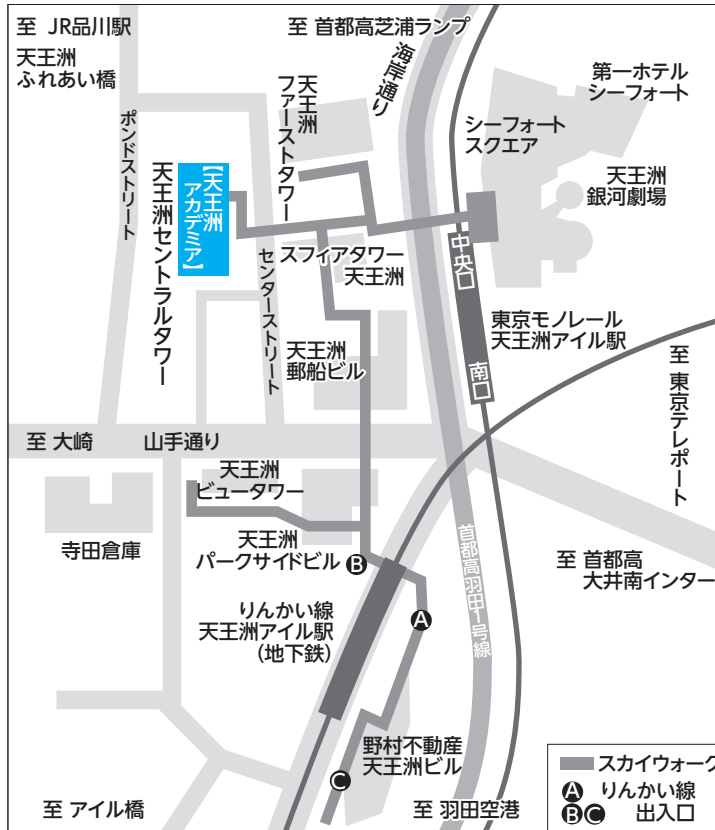 至 JR品川駅
至 首都高芝浦ランプ
天王洲
ふれあい橋
海岸通り
第一ホテル
シーフォート
天王洲
ファーストタワー
シーフォート
スクエア
ポンドストリート
天王洲セントラルタワー
【天王洲
アカデミア】
天王洲
銀河劇場
スフィアタワー
天王洲
中央口
センターストリート
東京モノレール
天王洲アイル駅
天王洲
郵船ビル
南口
至 東京テレポート
至 大崎
山手通り
天王洲
ビュータワー
寺田倉庫
天王洲
パークサイドビル
B
首都高羽田1号線
至 首都高
大井南インター
りんかい線
天王洲アイル駅
(地下鉄)
A
野村不動産
天王洲ビル
C
スカイウォーク
A りんかい線
BC 出入口
至 アイル橋
至 羽田空港